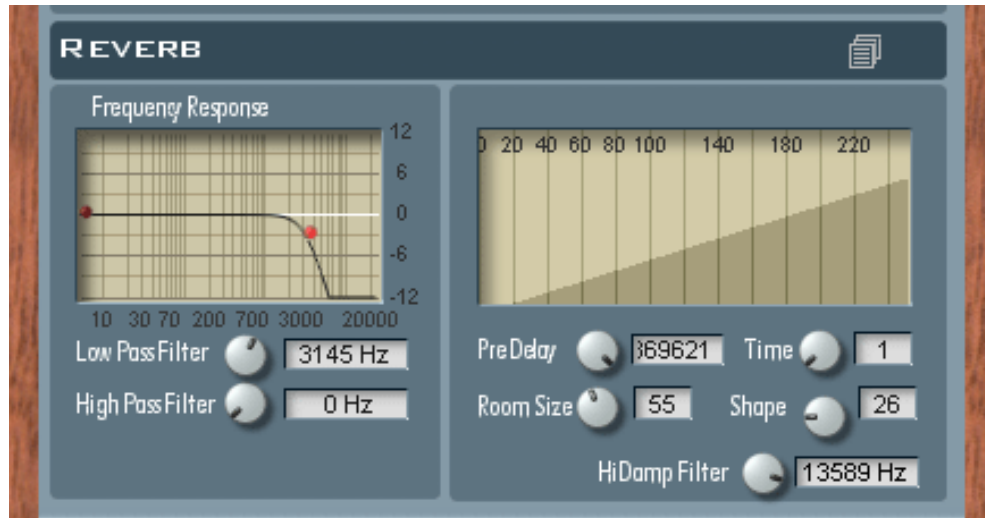 REVERB
Frequency Response
12
6
0
-6
-12
10 30 70 200 700 3000 20000
Low Pass Filter 3145 Hz
High Pass Filter 0 Hz
20 40 60 80 100 140 180 220
Pre Delay 369621 Time 1
Room Size 55 Shape 26
HiDamp Filter 13589 Hz